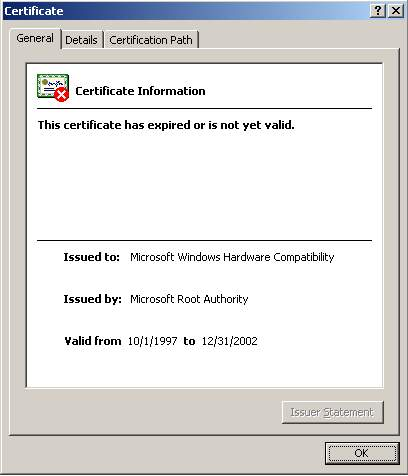 Certificate
General Details Certification Path
Certificate Information
This certificate has expired or is not yet valid.
Issued to: Microsoft Windows Hardware Compatibility
Issued by: Microsoft Root Authority
Valid from 10/1/1997 to 12/31/2002
Issuer Statement
OK